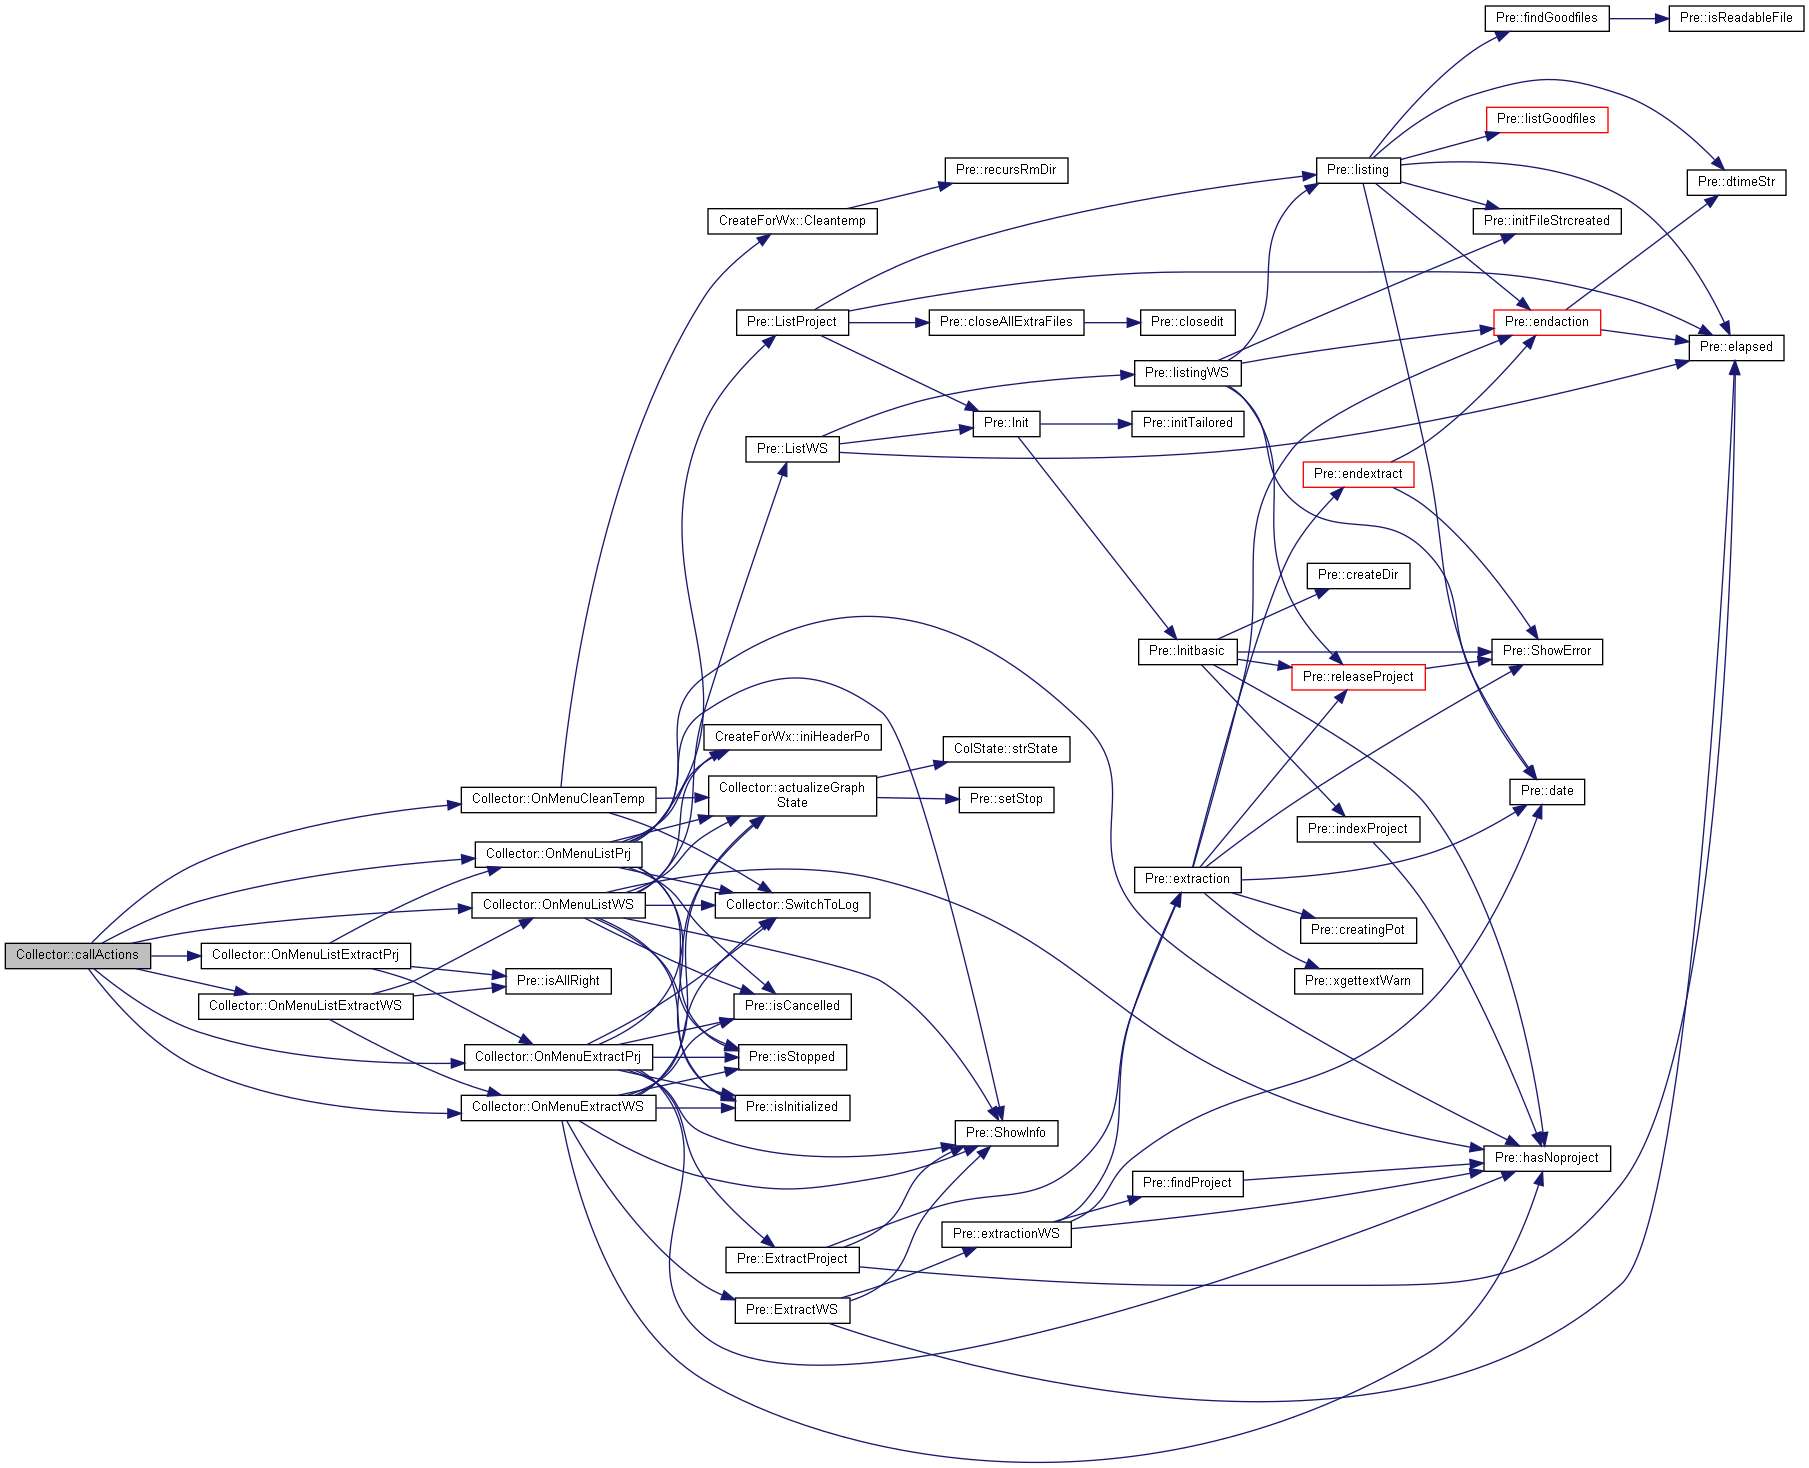 Pre::findGoodfiles
Pre::isReadableFile
Pre::listGoodfiles
Pre::recursRmDir
Pre::listing
Pre::dtimeStr
CreateForWx::Cleantemp
Pre::initFileStrcreated
Pre::ListProject
Pre::closeAllExtraFiles
Pre::closedit
Pre::endaction
Pre::elapsed
Pre::listingWS
Pre::Init
Pre::initTailored
Pre::ListWS
Pre::endextract
Pre::createDir
Pre::Initbasic
Pre::ShowError
Pre::releaseProject
CreateForWx::iniHeaderPo
ColState::strState
Collector::OnMenuCleanTemp
Collector::actualizeGraph
State
Pre::setStop
Pre::date
Pre::indexProject
Collector::OnMenuListPrj
Pre::extraction
Collector::OnMenuListWS
Collector::SwitchToLog
Pre::creatingPot
Collector::callActions
Collector::OnMenuListExtractPrj
Pre::isAllRight
Pre::xgettextWarn
Collector::OnMenuListExtractWS
Pre::isCancelled
Collector::OnMenuExtractPrj
Pre::isStopped
Collector::OnMenuExtractWS
Pre::isInitialized
Pre::ShowInfo
Pre::hasNoproject
Pre::findProject
Pre::extractionWS
Pre::ExtractProject
Pre::ExtractWS